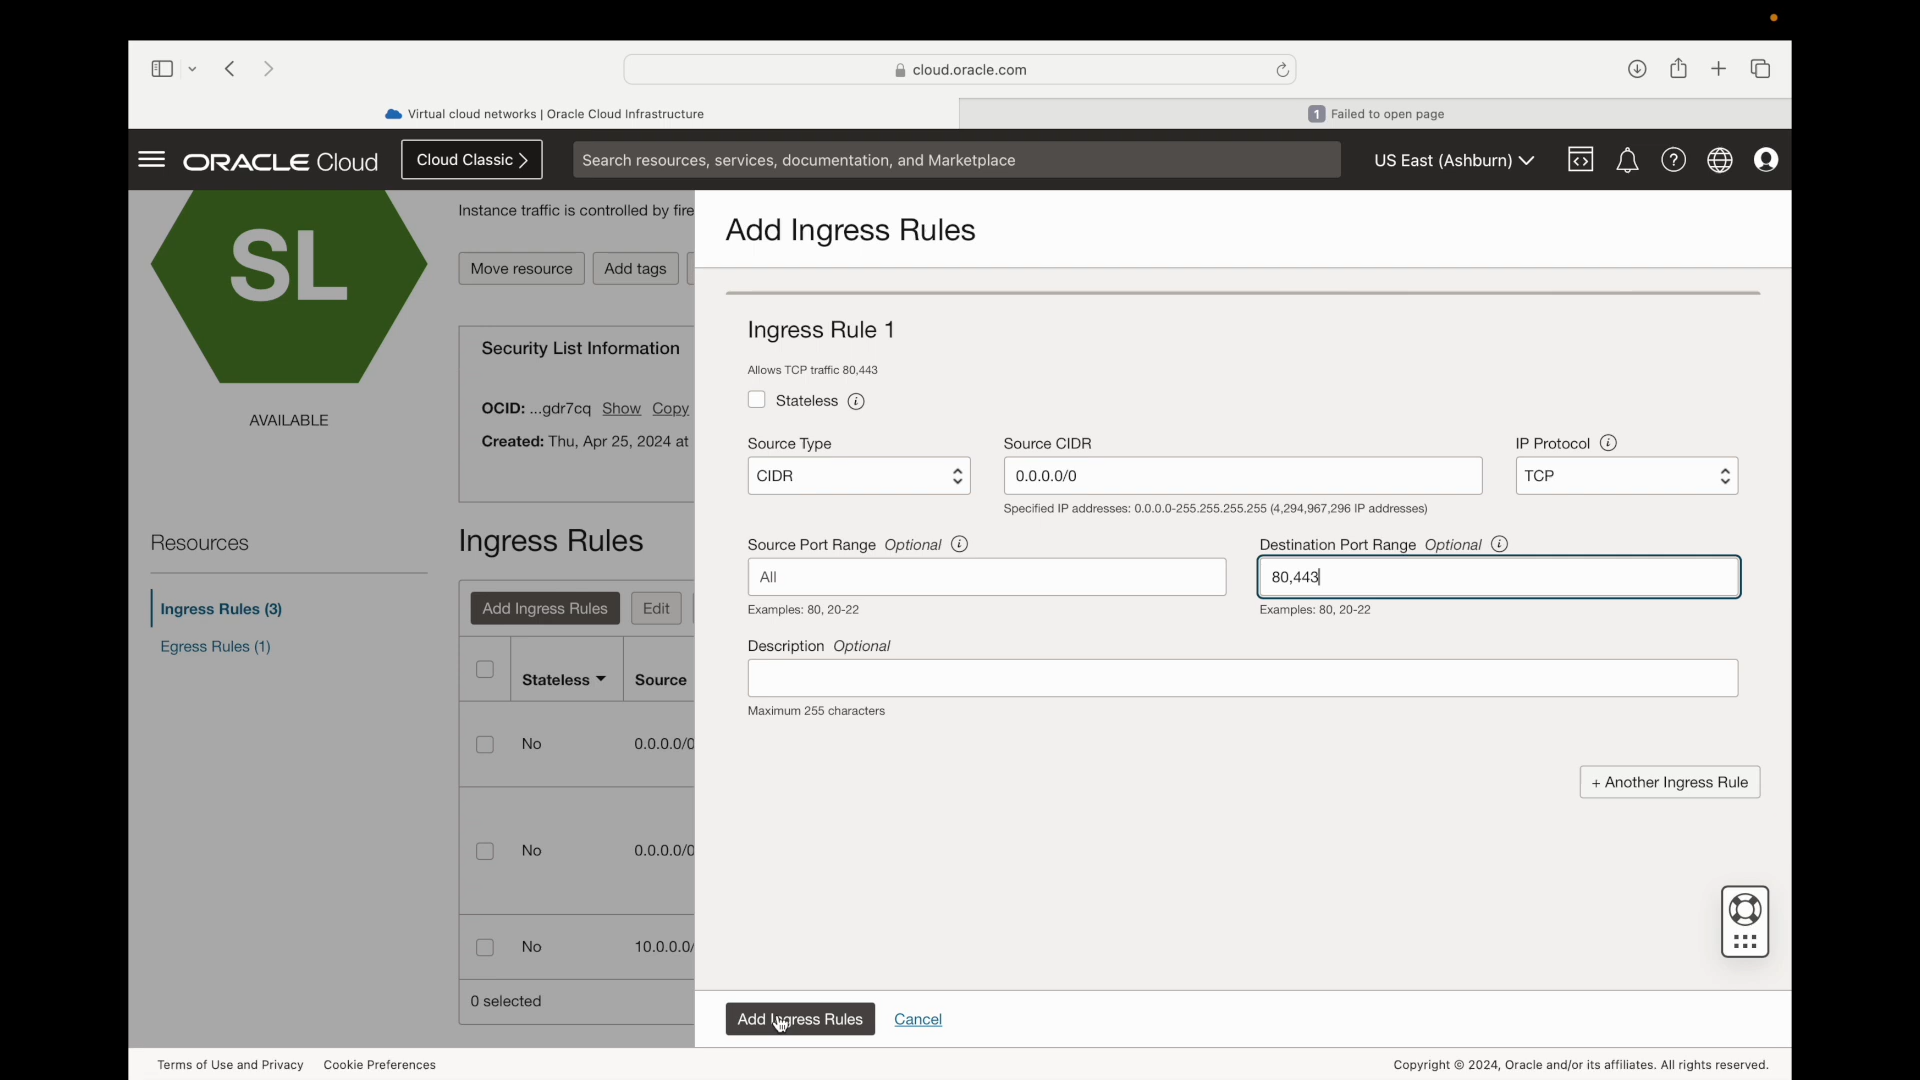 cloud.oracle.com
Virtual cloud networks | Oracle Cloud Infrastructure
1 Failed to open page
ORACLE Cloud
Cloud Classic
Search resources, services, documentation, and Marketplace
US East (Ashburn)
SL
AVAILABLE
Instance traffic is controlled by fire
Move resource
Add tags
Security List Information
OCID: ...gdr7cq Show Copy
Created: Thu, Apr 25, 2024 at
Resources
Ingress Rules (3)
Egress Rules (1)
Ingress Rules
Add Ingress Rules
Edit
Stateless
Source
No
0.0.0.0/0
No
0.0.0.0/0
No
10.0.0.0/
0 selected
Add Ingress Rules
Ingress Rule 1
Allows TCP traffic 80,443
Stateless
Source Type
Source CIDR
IP Protocol
CIDR
0.0.0.0/0
TCP
Specified IP addresses: 0.0.0.0-255.255.255.255 (4,294,967,296 IP addresses)
Source Port Range Optional
Destination Port Range Optional
All
80,443
Examples: 80, 20-22
Examples: 80, 20-22
Description Optional
Maximum 255 characters
+ Another Ingress Rule
Add Ingress Rules
Cancel
Terms of Use and Privacy
Cookie Preferences
Copyright © 2024, Oracle and/or its affiliates. All rights reserved.